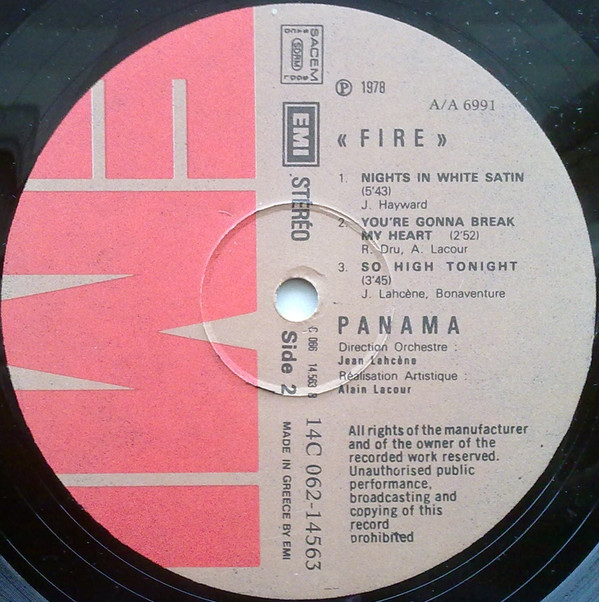 SACEM
SDRM
℗ 1978
A/A 6991
EMI
STÉRÉO
« FIRE »
1. NIGHTS IN WHITE SATIN
(5'43)
J. Hayward
2. YOU'RE GONNA BREAK
MY HEART (2'52)
R. Dru, A. Lacour
3. SO HIGH TONIGHT
(3'45)
J. Lahcène, Bonaventure
PANAMA
Direction Orchestre :
Jean Lahcène
Réalisation Artistique :
Alain Lacour
Side 2
C 066 14.563 B
14C 062-14563
MADE IN GREECE BY EMI
All rights of the manufacturer
and of the owner of the
recorded work reserved.
Unauthorised public
performance,
broadcasting and
copying of this
record
prohibited
EMI